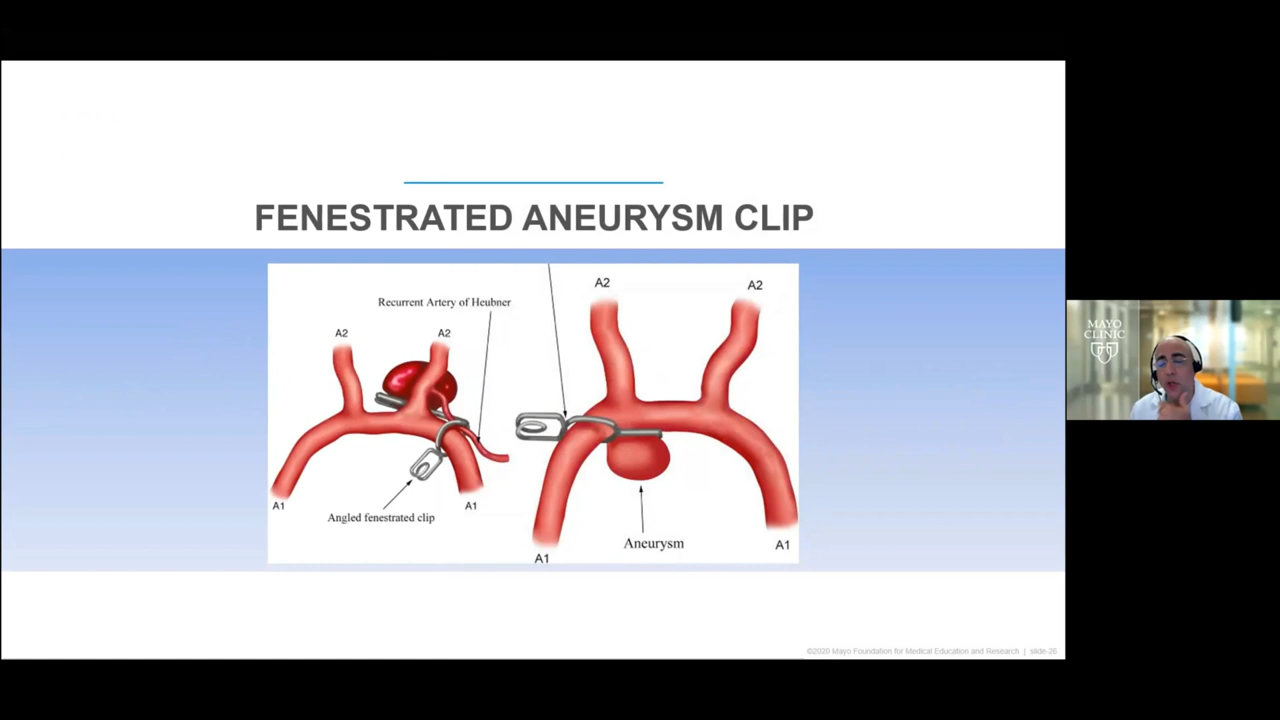 FENESTRATED ANEURYSM CLIP
Recurrent Artery of Heubner
A2
A2
A1
A1
Angled fenestrated clip
A2
A2
A1
A1
Aneurysm
MAYO
CLINIC
©2020 Mayo Foundation for Medical Education and Research | slide-26